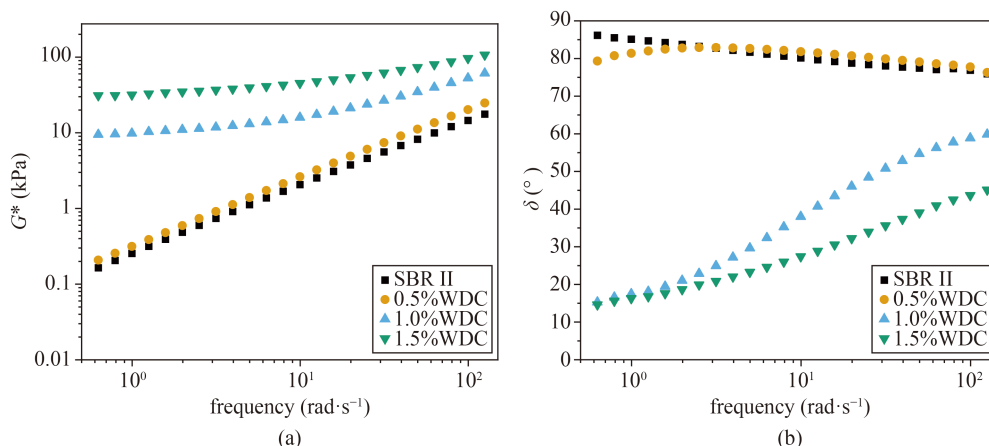 G* (kPa)
100
10
1
0.1
0.01
10⁰
10¹
10²
frequency (rad·s⁻¹)
SBR II
0.5%WDC
1.0%WDC
1.5%WDC
(a)
δ (°)
90
80
70
60
50
40
30
20
10
0
10⁰
10¹
10²
frequency (rad·s⁻¹)
SBR II
0.5%WDC
1.0%WDC
1.5%WDC
(b)